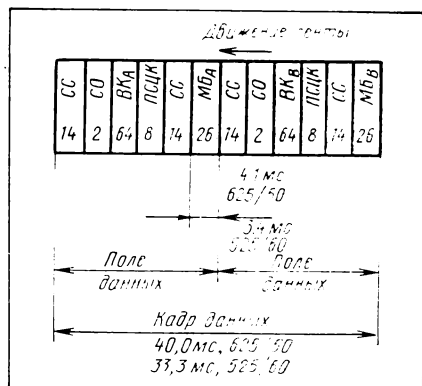 Движение ленты
СС СО ВКА ПСЦК СС МБА СС СО ВКВ ПСЦК СС МБВ
14 2 64 8 14 26 14 2 64 8 14 26
4,1 мс
625/50
3,4 мс
525/60
Поле данных
Поле данных
Кадр данных
40,0 мс, 625/50
33,3 мс, 525/60